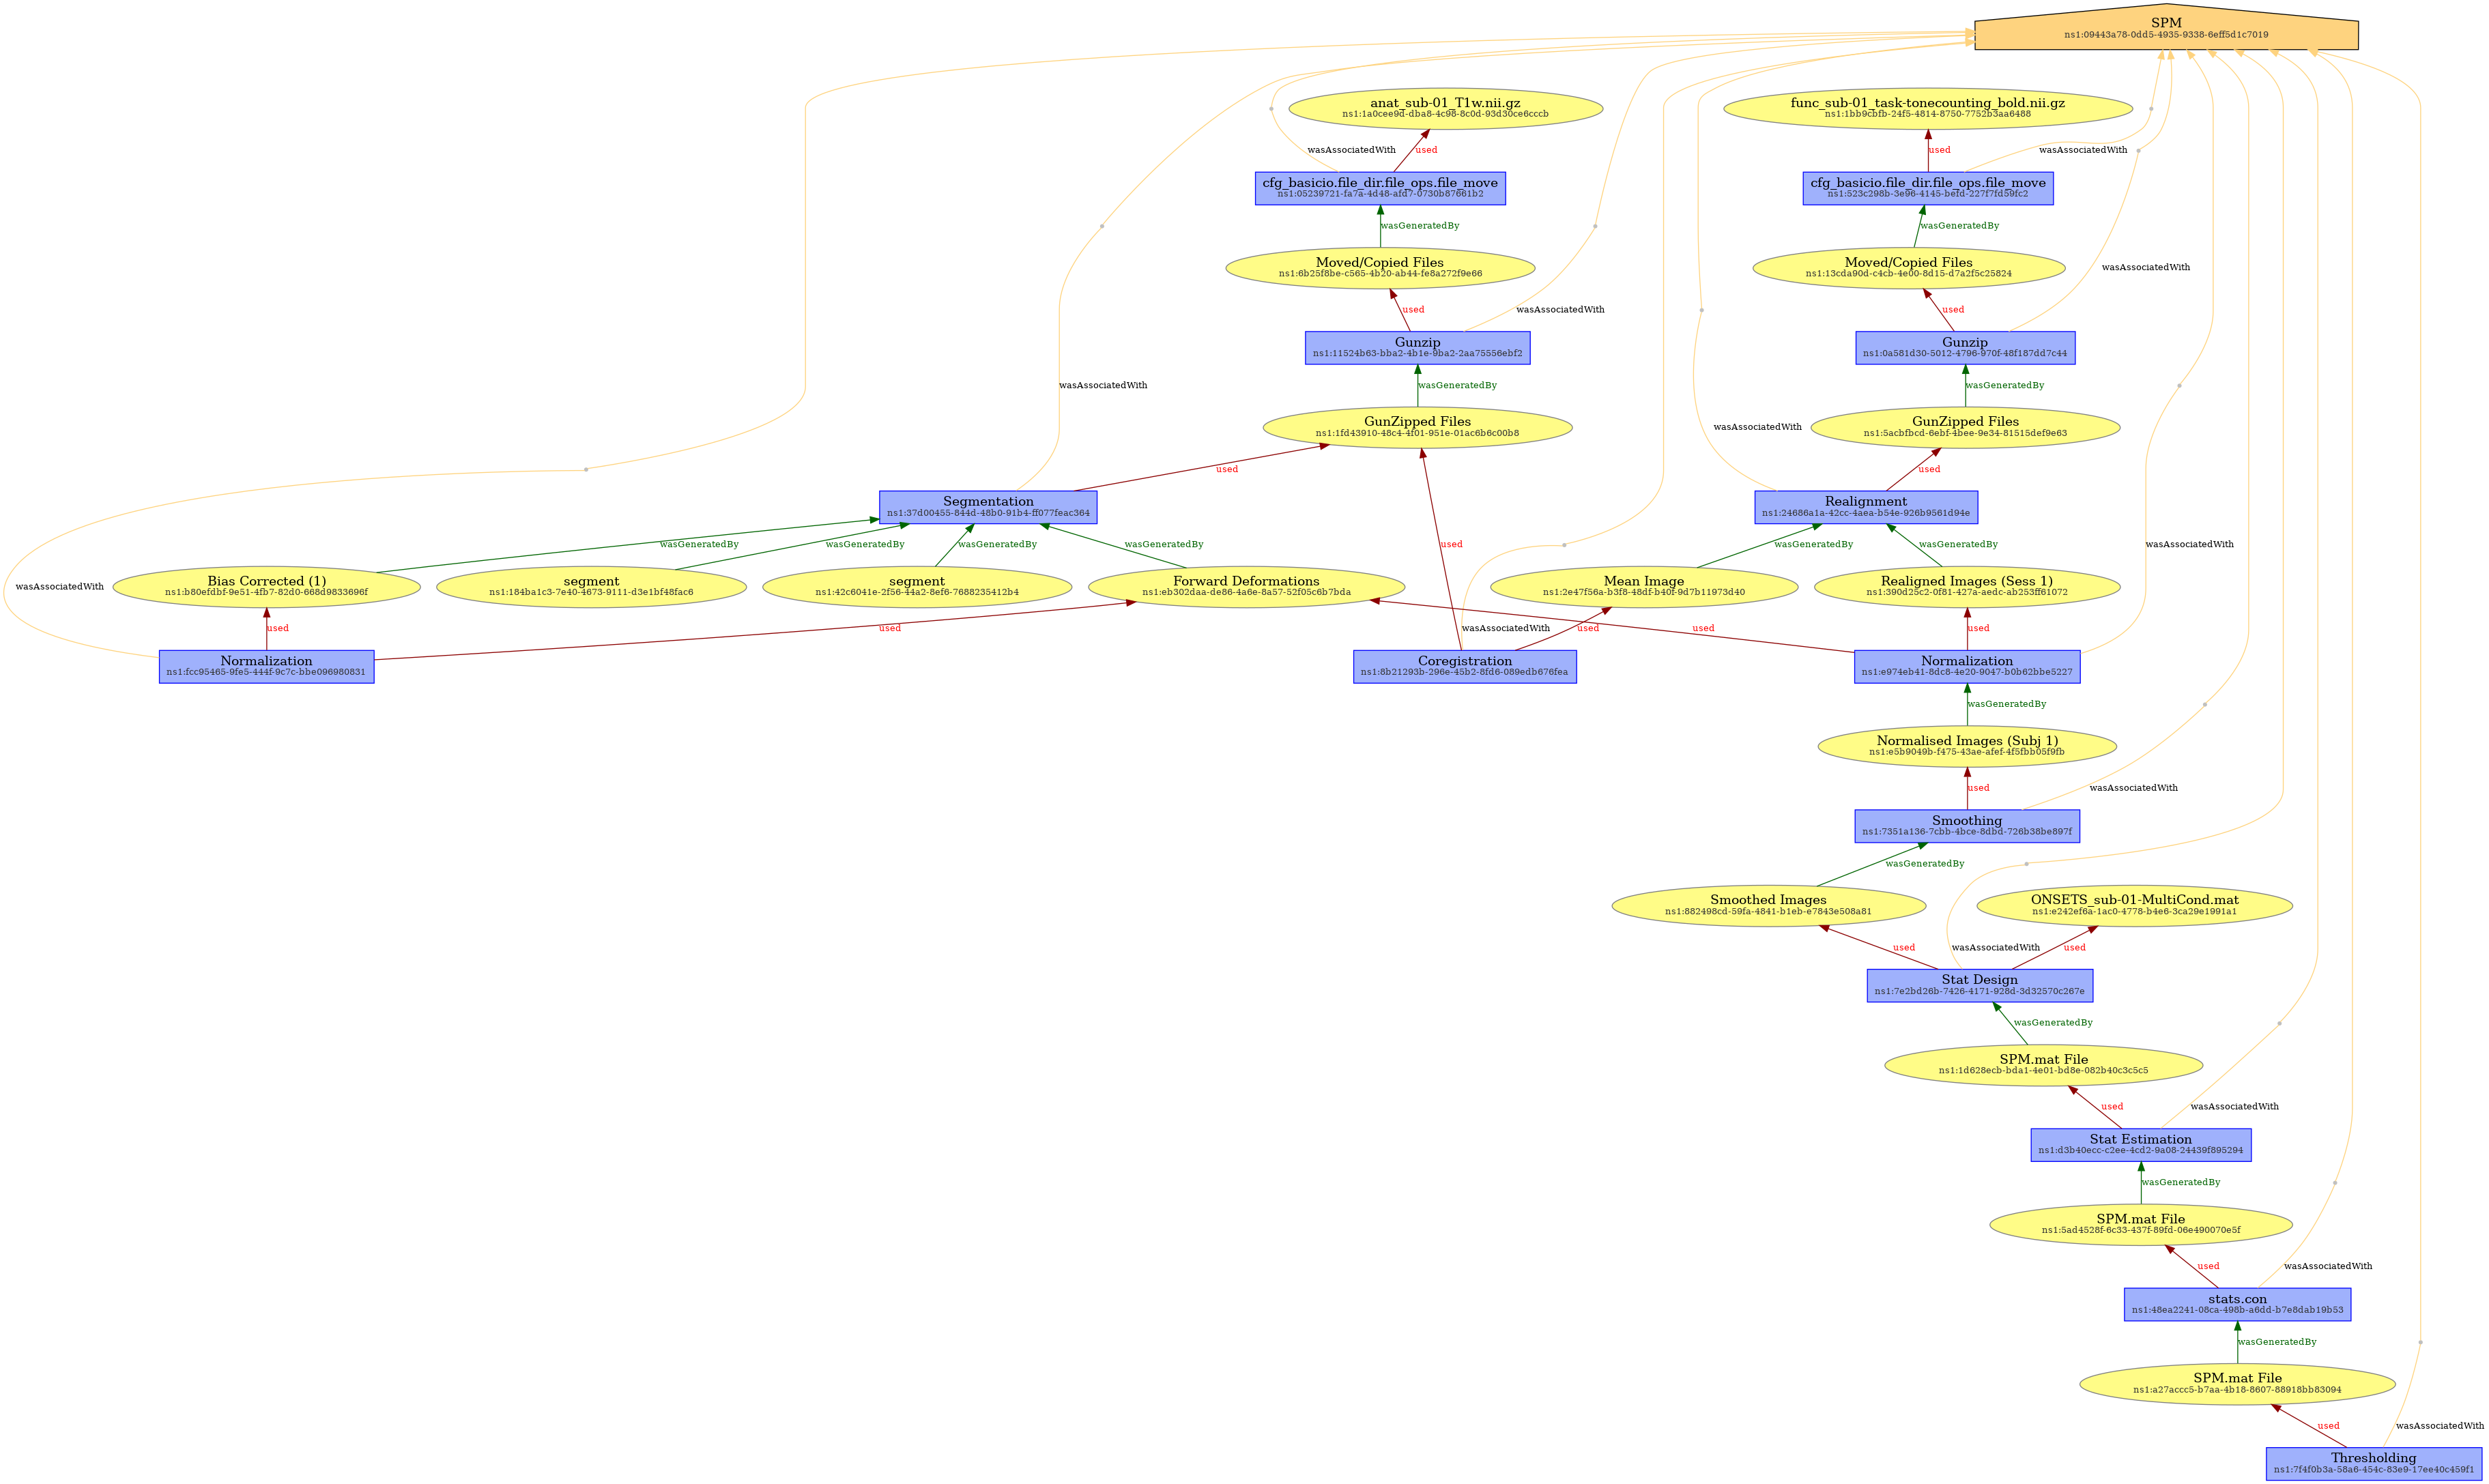 SPM
ns1:09443a78-0dd5-4935-9338-6eff5d1c7019
anat_sub-01_T1w.nii.gz
ns1:1a0cee9d-dba8-4c98-8c0d-93d30ce6cccb
func_sub-01_task-tonecounting_bold.nii.gz
ns1:1bb9cbfb-24f5-4814-8750-7752b3aa6488
wasAssociatedWith
used
used
wasAssociatedWith
cfg_basicio.file_dir.file_ops.file_move
ns1:05239721-fa7a-4d48-afd7-0730b87661b2
cfg_basicio.file_dir.file_ops.file_move
ns1:523c298b-3e96-4145-befd-227f7fd59fc2
wasGeneratedBy
wasGeneratedBy
Moved/Copied Files
ns1:6b25f8be-c565-4b20-ab44-fe8a272f9e66
Moved/Copied Files
ns1:13cda90d-c4cb-4e00-8d15-d7a2f5c25824
wasAssociatedWith
used
wasAssociatedWith
used
Gunzip
ns1:11524b63-bba2-4b1e-9ba2-2aa75556ebf2
Gunzip
ns1:0a581d30-5012-4796-970f-48f187dd7c44
wasAssociatedWith
wasGeneratedBy
wasGeneratedBy
GunZipped Files
ns1:1fd43910-48c4-4f01-951e-01ac6b6c00b8
GunZipped Files
ns1:5acbfbcd-6ebf-4bee-9e34-81515def9e63
wasAssociatedWith
used
used
Segmentation
ns1:37d00455-844d-48b0-91b4-ff077feac364
Realignment
ns1:24686a1a-42cc-4aea-b54e-926b9561d94e
wasGeneratedBy
wasGeneratedBy
wasGeneratedBy
wasGeneratedBy
used
wasGeneratedBy
wasGeneratedBy
wasAssociatedWith
wasAssociatedWith
Bias Corrected (1)
ns1:b80efdbf-9e51-4fb7-82d0-668d9833696f
segment
ns1:184ba1c3-7e40-4673-9111-d3e1bf48fac6
segment
ns1:42c6041e-2f56-44a2-8ef6-7688235412b4
Forward Deformations
ns1:eb302daa-de86-4a6e-8a57-52f05c6b7bda
Mean Image
ns1:2e47f56a-b3f8-48df-b40f-9d7b11973d40
Realigned Images (Sess 1)
ns1:390d25c2-0f81-427a-aedc-ab253ff61072
used
used
wasAssociatedWith
used
used
used
Normalization
ns1:fcc95465-9fe5-444f-9c7c-bbe096980831
Coregistration
ns1:8b21293b-296e-45b2-8fd6-089edb676fea
Normalization
ns1:e974eb41-8dc8-4e20-9047-b0b62bbe5227
wasGeneratedBy
Normalised Images (Subj 1)
ns1:e5b9049b-f475-43ae-afef-4f5fbb05f9fb
used
wasAssociatedWith
Smoothing
ns1:7351a136-7cbb-4bce-8dbd-726b38be897f
wasGeneratedBy
Smoothed Images
ns1:882498cd-59fa-4841-b1eb-e7843e508a81
ONSETS_sub-01-MultiCond.mat
ns1:e242ef6a-1ac0-4778-b4e6-3ca29e1991a1
used
wasAssociatedWith
used
Stat Design
ns1:7e2bd26b-7426-4171-928d-3d32570c267e
wasGeneratedBy
SPM.mat File
ns1:1d628ecb-bda1-4e01-bd8e-082b40c3c5c5
used
wasAssociatedWith
Stat Estimation
ns1:d3b40ecc-c2ee-4cd2-9a08-24439f895294
wasGeneratedBy
SPM.mat File
ns1:5ad4528f-6c33-437f-89fd-06e490070e5f
used
wasAssociatedWith
stats.con
ns1:48ea2241-08ca-498b-a6dd-b7e8dab19b53
wasGeneratedBy
SPM.mat File
ns1:a27accc5-b7aa-4b18-8607-88918bb83094
used
wasAssociatedWith
Thresholding
ns1:7f4f0b3a-58a6-454c-83e9-17ee40c459f1